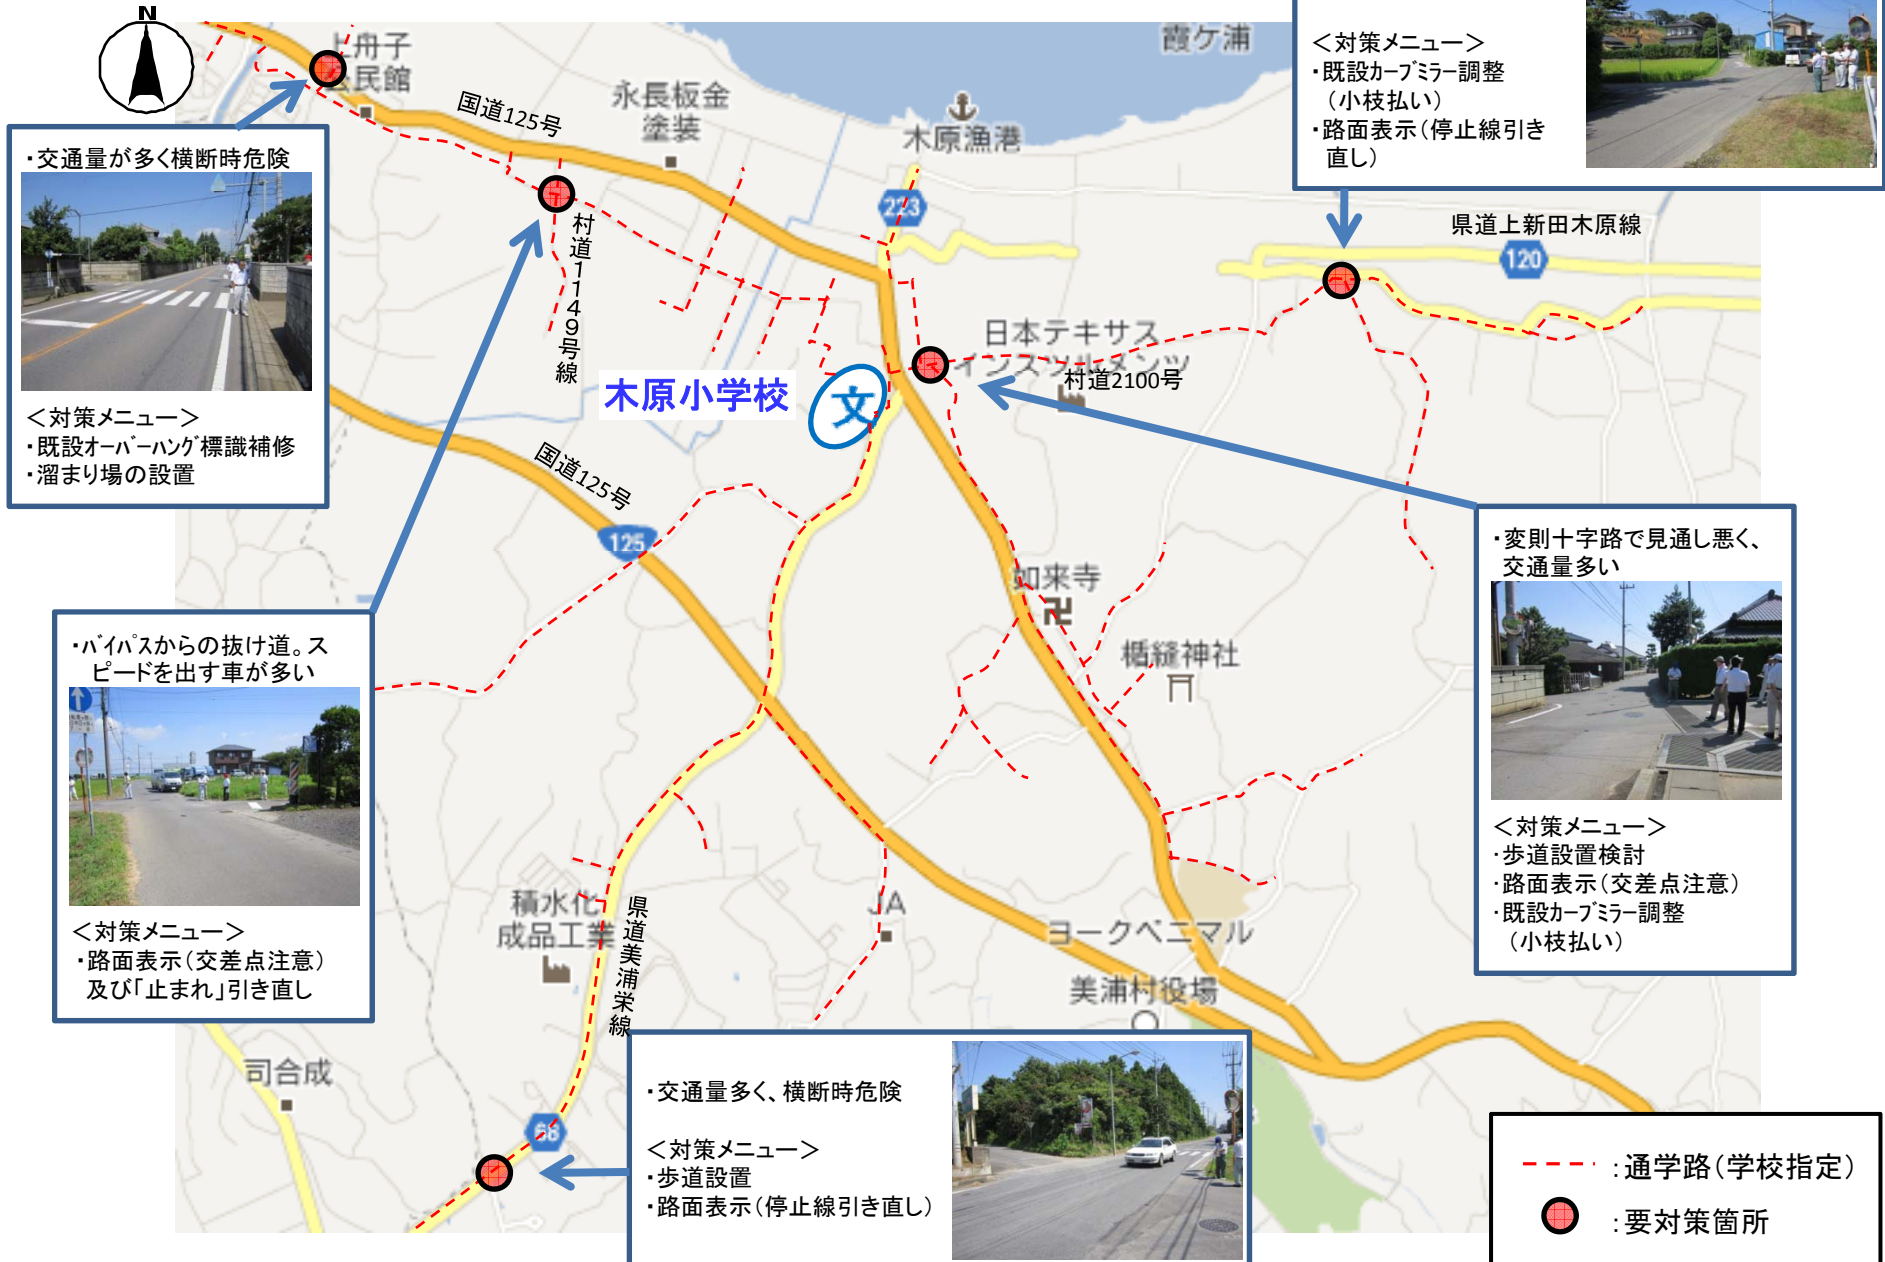 N
上舟子
公民館
国道125号
永長板金
塗装
霞ケ浦
木原漁港
223
＜対策メニュー＞
・既設カーブミラー調整
（小枝払い）
・路面表示（停止線引き
直し）
県道上新田木原線
120
・交通量が多く横断時危険
＜対策メニュー＞
・既設オーバーハング標識補修
・溜まり場の設置
村道1149号線
木原小学校
文
日本テキサス
インスツルメンツ
村道2100号
国道125号
125
如来寺
楯縫神社
・変則十字路で見通し悪く、
交通量多い
＜対策メニュー＞
・歩道設置検討
・路面表示（交差点注意）
・既設カーブミラー調整
（小枝払い）
・バイパスからの抜け道。ス
ピードを出す車が多い
＜対策メニュー＞
・路面表示（交差点注意）
及び「止まれ」引き直し
積水化
成品工業
県道美浦栄線
JA
ヨークベニマル
美浦村役場
司合成
68
・交通量多く、横断時危険
＜対策メニュー＞
・歩道設置
・路面表示（停止線引き直し）
：通学路（学校指定）
：要対策箇所